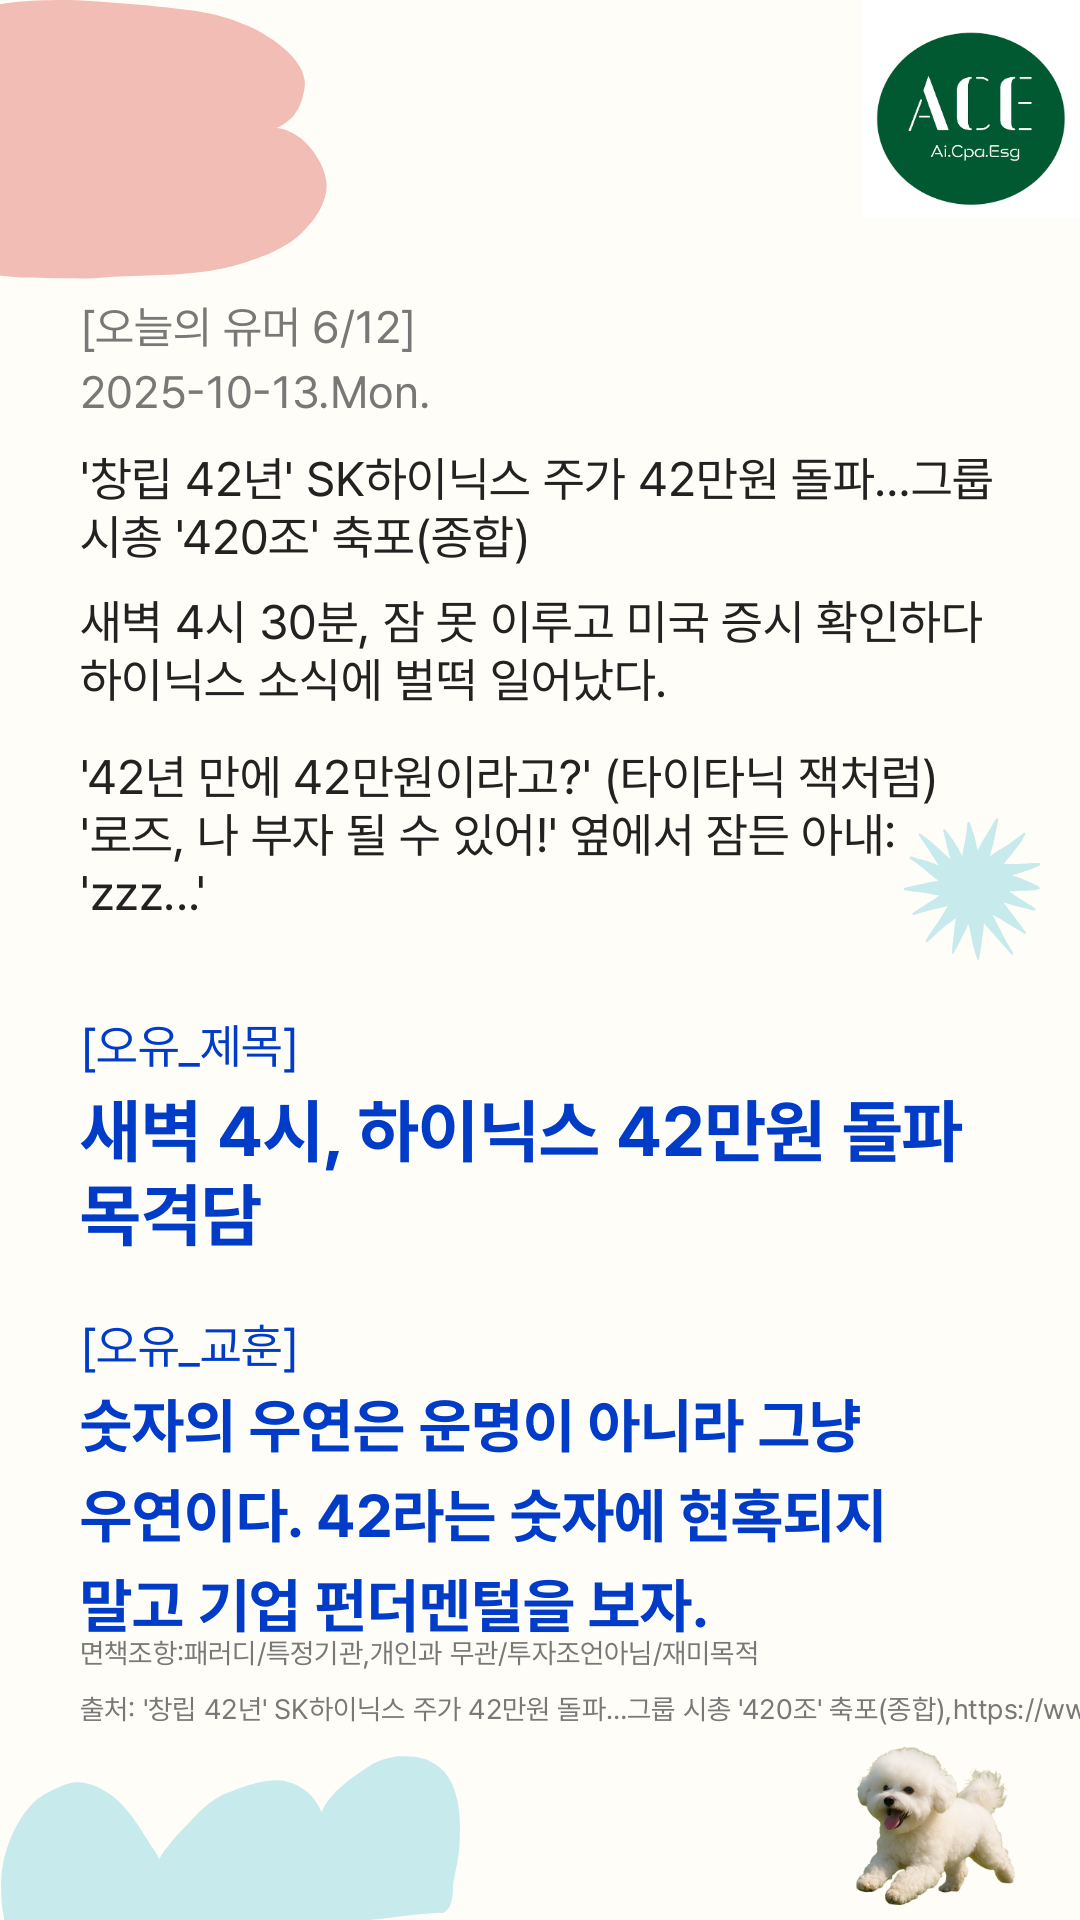 ACE
Ai.Cpa.Esg
[오늘의 유머 6/12]
2025-10-13.Mon.
'창립 42년' SK하이닉스 주가 42만원 돌파...그룹
시총 '420조' 축포(종합)
새벽 4시 30분, 잠 못 이루고 미국 증시 확인하다
하이닉스 소식에 벌떡 일어났다.
'42년 만에 42만원이라고?' (타이타닉 잭처럼)
'로즈, 나 부자 될 수 있어!' 옆에서 잠든 아내:
'zzz...'
[오유_제목]
새벽 4시, 하이닉스 42만원 돌파
목격담
[오유_교훈]
숫자의 우연은 운명이 아니라 그냥
우연이다. 42라는 숫자에 현혹되지
말고 기업 펀더멘털을 보자.
면책조항:패러디/특정기관,개인과 무관/투자조언아님/재미목적
출처: '창립 42년' SK하이닉스 주가 42만원 돌파...그룹 시총 '420조' 축포(종합),https://ww